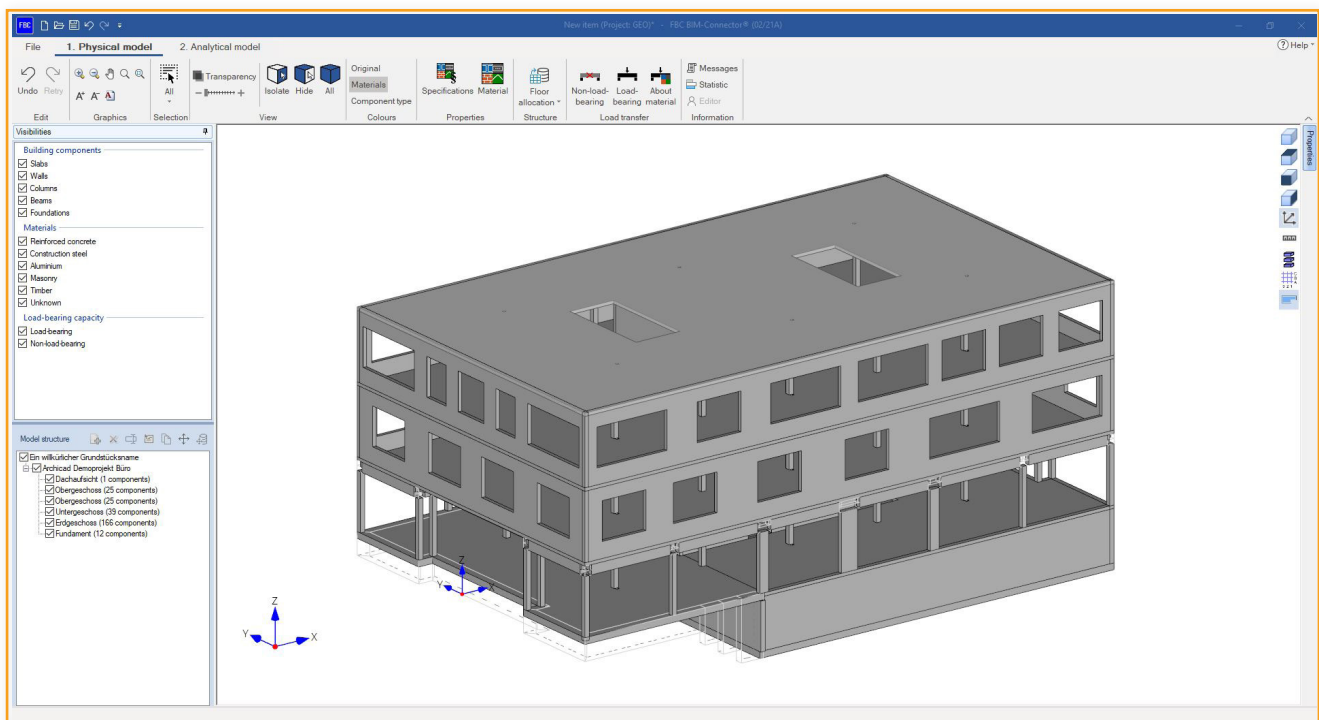 FBC
New item (Project: GEO)* - FBC BIM-Connector® (02/21A)
File 1. Physical model 2. Analytical model
Help
Undo Retry
A+ A- A
All
Transparency
Isolate Hide All
Original
Materials
Component type
Specifications Material
Floor allocation
Non-load-bearing Load-bearing About material
Messages
Statistic
Editor
Edit Graphics Selection View Colours Properties Structure Load transfer Information
Visibilities
Properties
Building components
Slabs
Walls
Columns
Beams
Foundations
Materials
Reinforced concrete
Construction steel
Aluminium
Masonry
Timber
Unknown
Load-bearing capacity
Load-bearing
Non-load-bearing
Model structure
Ein willkürlicher Grundstücksname
Archicad Demoprojekt Büro
Dachaufsicht (1 components)
Obergeschoss (25 components)
Obergeschoss (25 components)
Untergeschoss (39 components)
Erdgeschoss (166 components)
Fundament (12 components)
Z
Y X
Z
Y X